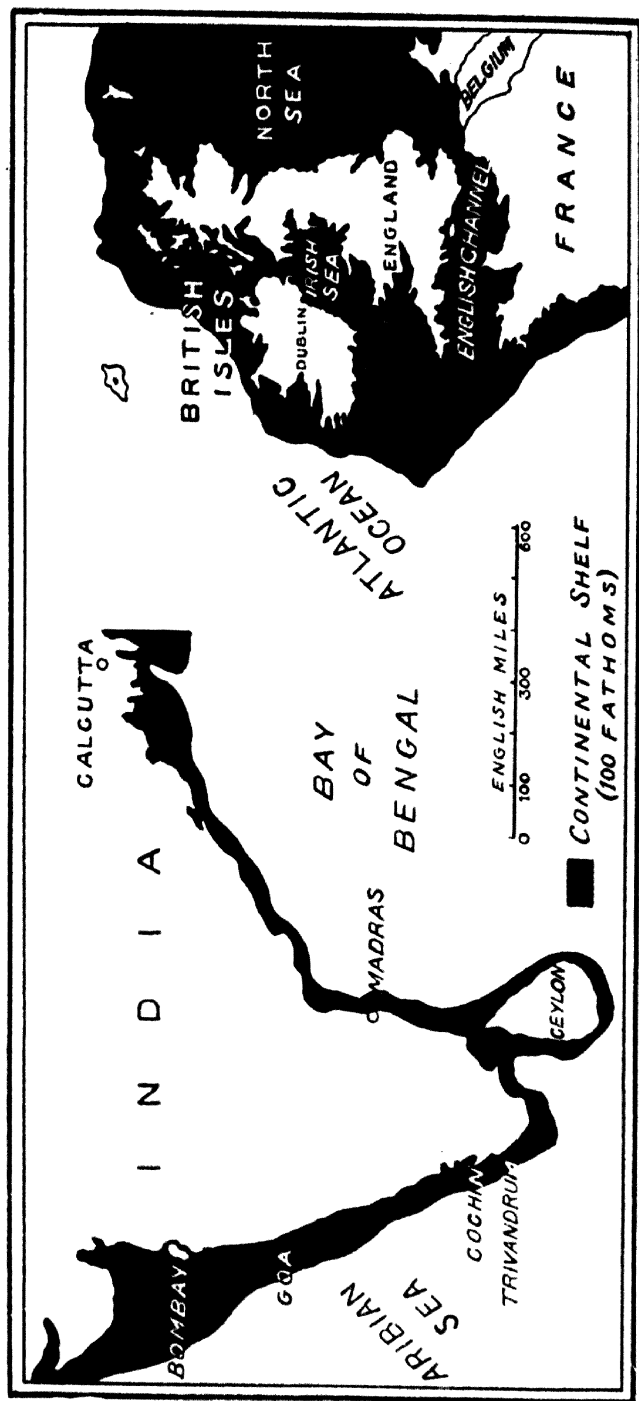 INDIA
CALCUTTA
BOMBAY
GOA
ARIBIAN
SEA
COCHIN
TRIVANDRUM
MADRAS
CEYLON
BAY
OF
BENGAL
ENGLISH MILES
0 100 300 600
CONTINENTAL SHELF
(100 FATHOMS)
BRITISH
ISLES
ATLANTIC
OCEAN
DUBLIN
IRISH
SEA
ENGLAND
NORTH
SEA
ENGLISH CHANNEL
BELGIUM
FRANCE